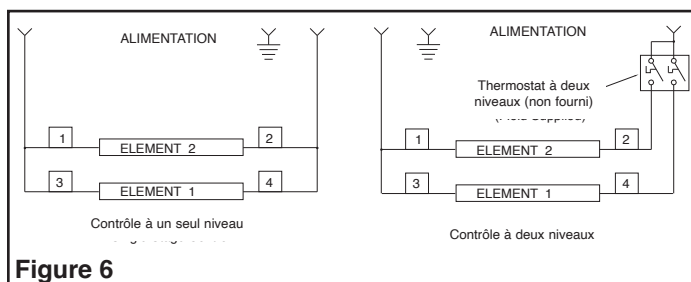 ALIMENTATION
1
ELEMENT 2
2
3
ELEMENT 1
4
Contrôle à un seul niveau
ALIMENTATION
Thermostat à deux
niveaux (non fourni)
1
ELEMENT 2
2
3
ELEMENT 1
4
Contrôle à deux niveaux
Figure 6